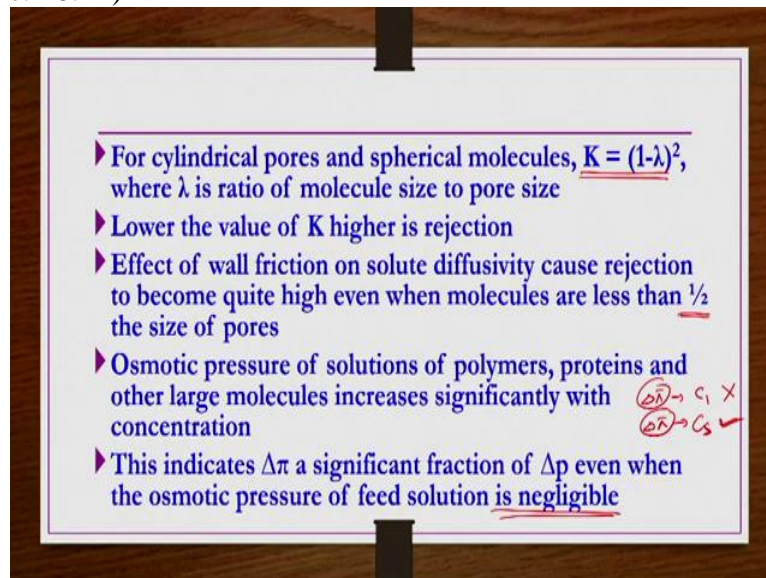 For cylindrical pores and spherical molecules, K = (1-λ)²,
where λ is ratio of molecule size to pore size
Lower the value of K higher is rejection
Effect of wall friction on solute diffusivity cause rejection
to become quite high even when molecules are less than ½
the size of pores
Osmotic pressure of solutions of polymers, proteins and
other large molecules increases significantly with
concentration
Δπ → C₁ ✗
Δπ → Cs ✓
This indicates Δπ a significant fraction of Δp even when
the osmotic pressure of feed solution is negligible